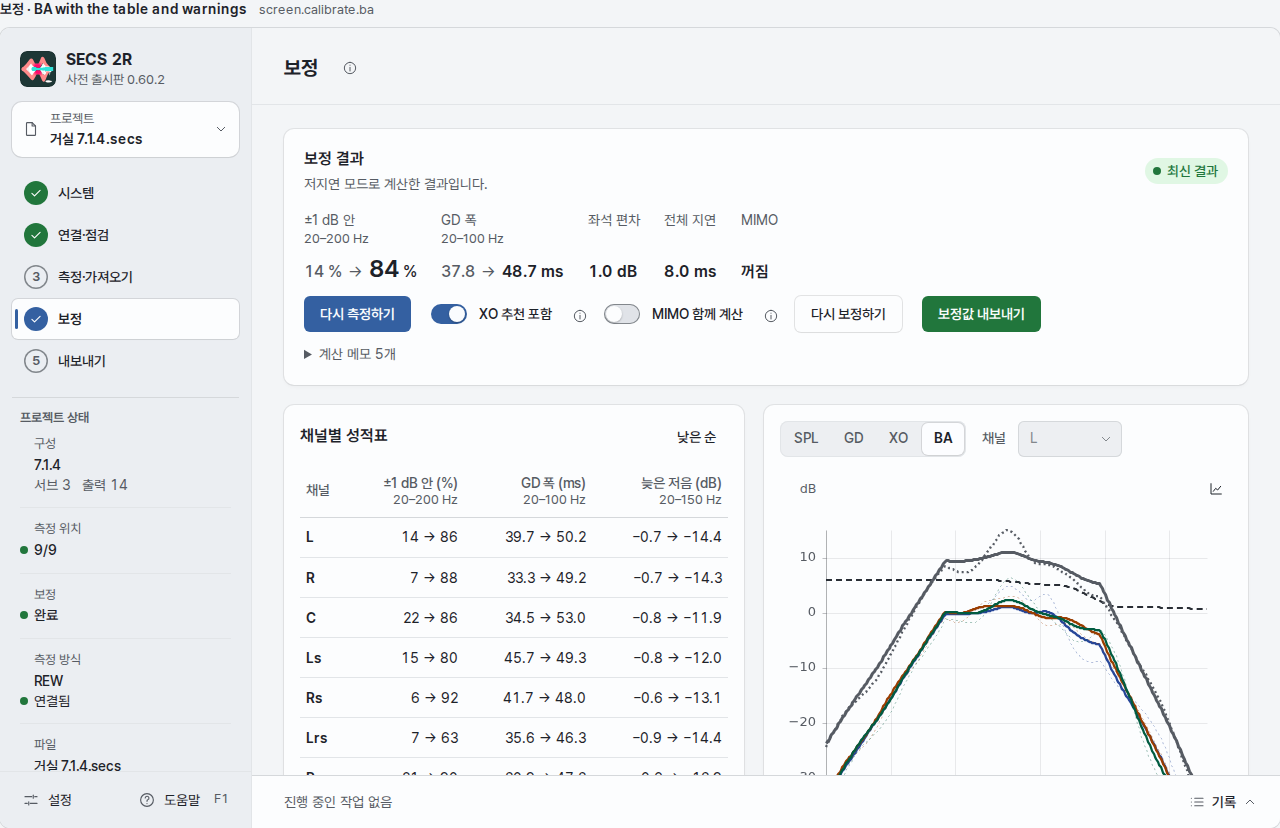 보정 · BA with the table and warnings screen.calibrate.ba
SECS 2R
사전 출시판 0.60.2
프로젝트
거실 7.1.4.secs
시스템
연결·점검
3 측정·가져오기
보정
5 내보내기
프로젝트 상태
구성
7.1.4
서브 3 출력 14
측정 위치
9/9
보정
완료
측정 방식
REW
연결됨
파일
거실 7.1.4.secs
설정 도움말 F1
보정
보정 결과
저지연 모드로 계산한 결과입니다.
최신 결과
±1 dB 안 GD 폭 좌석 편차 전체 지연 MIMO
20–200 Hz 20–100 Hz
14 % → 84 % 37.8 → 48.7 ms 1.0 dB 8.0 ms 꺼짐
다시 측정하기 XO 추천 포함 MIMO 함께 계산 다시 보정하기 보정값 내보내기
계산 메모 5개
채널별 성적표 낮은 순
채널 ±1 dB 안 (%) GD 폭 (ms) 늦은 저음 (dB)
20–200 Hz 20–100 Hz 20–150 Hz
L 14 → 86 39.7 → 50.2 −0.7 → −14.4
R 7 → 88 33.3 → 49.2 −0.7 → −14.3
C 22 → 86 34.5 → 53.0 −0.8 → −11.9
Ls 15 → 80 45.7 → 49.3 −0.8 → −12.0
Rs 6 → 92 41.7 → 48.0 −0.6 → −13.1
Lrs 7 → 63 35.6 → 46.3 −0.9 → −14.4
SPL GD XO BA 채널 L
dB
10
0
−10
−20
진행 중인 작업 없음
기록